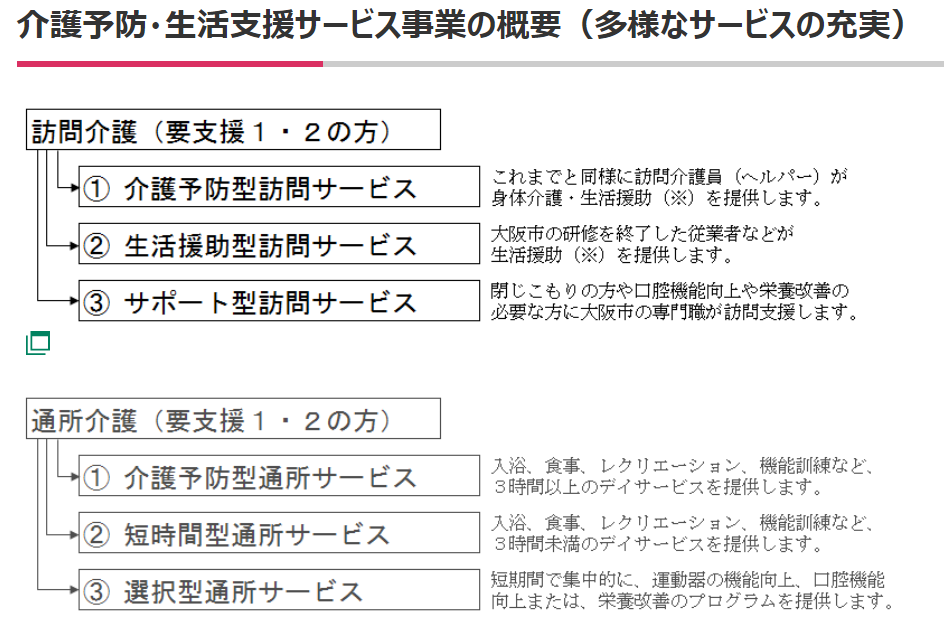 介護予防・生活支援サービス事業の概要（多様なサービスの充実）
訪問介護（要支援１・２の方）
① 介護予防型訪問サービス
これまでと同様に訪問介護員（ヘルパー）が
身体介護・生活援助（※）を提供します。
② 生活援助型訪問サービス
大阪市の研修を終了した従業者などが
生活援助（※）を提供します。
③ サポート型訪問サービス
閉じこもりの方や口腔機能向上や栄養改善の
必要な方に大阪市の専門職が訪問支援します。
通所介護（要支援１・２の方）
① 介護予防型通所サービス
入浴、食事、レクリエーション、機能訓練など、
３時間以上のデイサービスを提供します。
② 短時間型通所サービス
入浴、食事、レクリエーション、機能訓練など、
３時間未満のデイサービスを提供します。
③ 選択型通所サービス
短期間で集中的に、運動器の機能向上、口腔機能
向上または、栄養改善のプログラムを提供します。